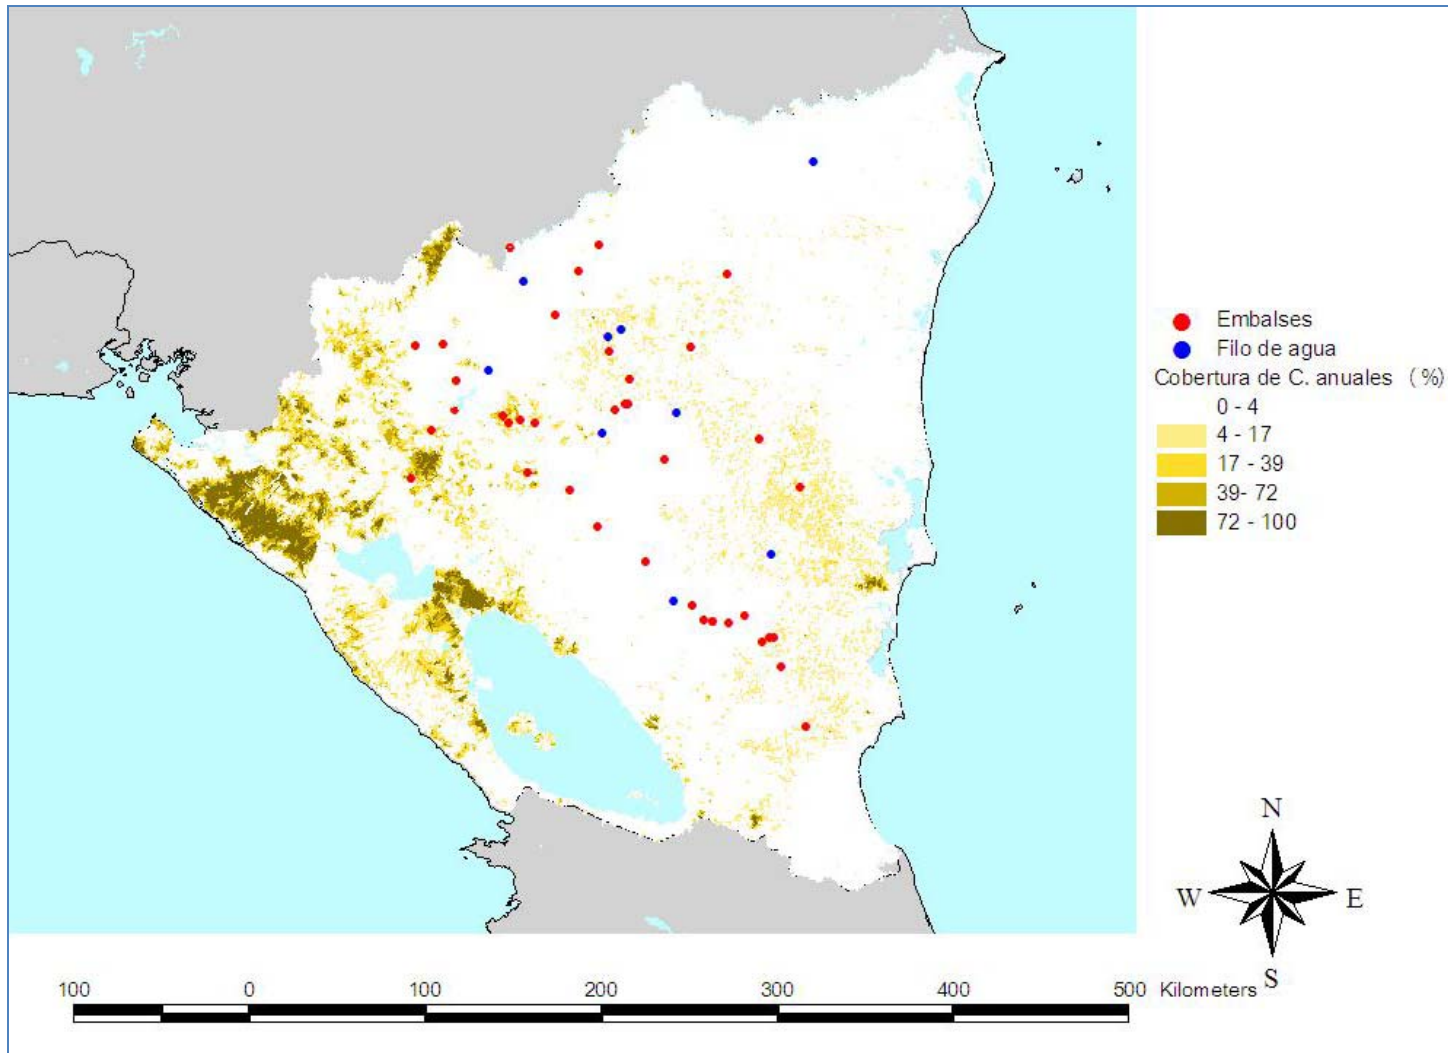 Embalses
Filo de agua
Cobertura de C. anuales (%)
0 - 4
4 - 17
17 - 39
39- 72
72 - 100
N
W E
S
100 0 100 200 300 400 500 Kilometers